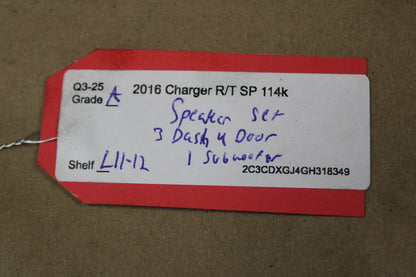 Q3-25
Grade A 2016 Charger R/T SP 114k
Speaker Set
3 Dash 4 Door
1 Subwoofer
Shelf L11-12
2C3CDXGJ4GH318349